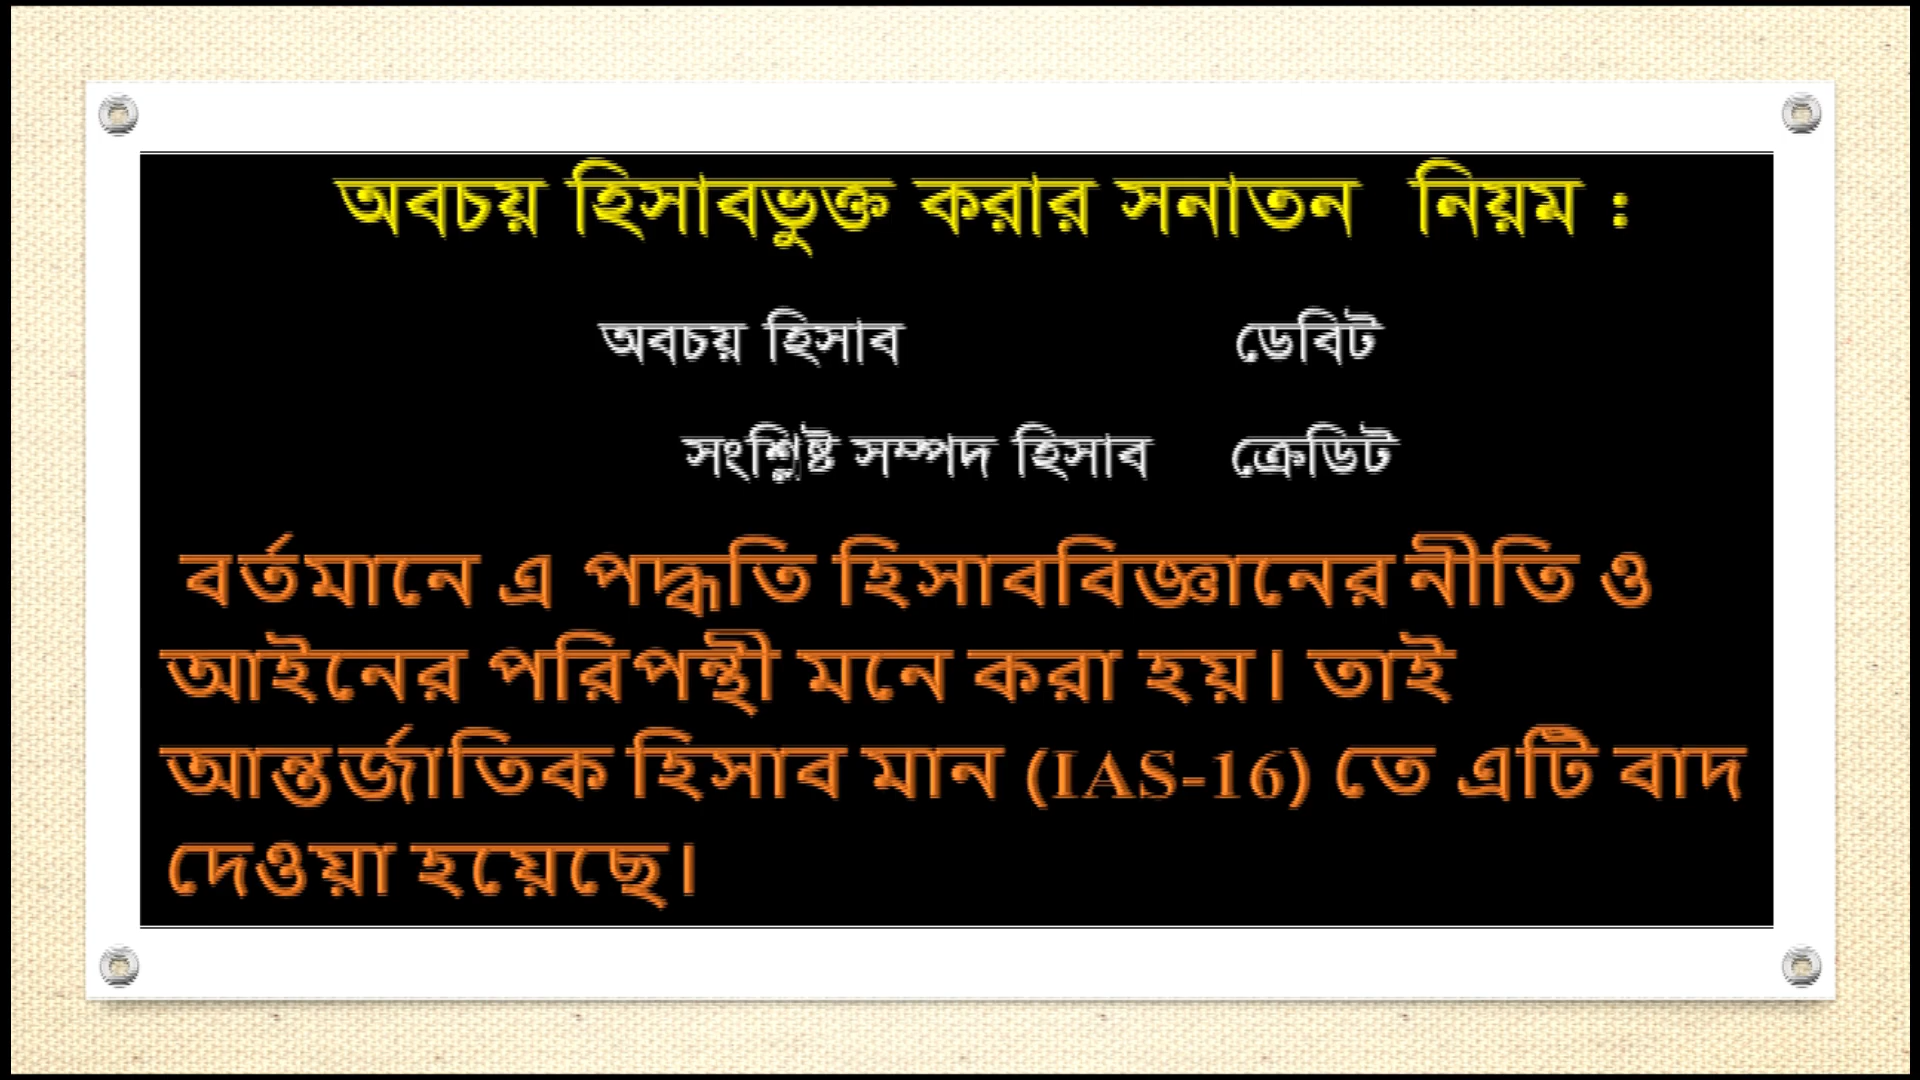 অবচয় হিসাবভুক্ত করার সনাতন নিয়ম :
অবচয় হিসাব ডেবিট
সংশ্লিষ্ট সম্পদ হিসাব ক্রেডিট
বর্তমানে এ পদ্ধতি হিসাববিজ্ঞানের নীতি ও
আইনের পরিপন্থী মনে করা হয়। তাই
আন্তর্জাতিক হিসাব মান (IAS-16) তে এটি বাদ
দেওয়া হয়েছে।